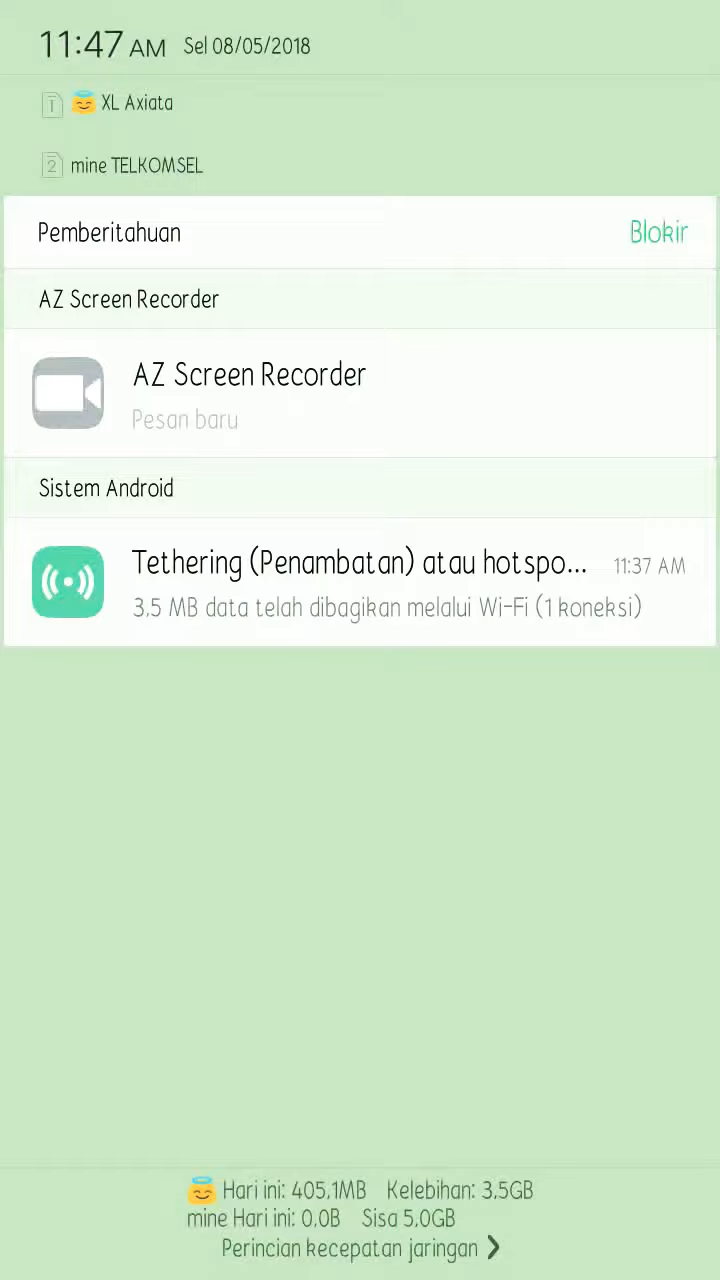 11:47 AM Sel 08/05/2018
1 😇 XL Axiata
2 mine TELKOMSEL
Pemberitahuan Blokir
AZ Screen Recorder
AZ Screen Recorder
Pesan baru
Sistem Android
Tethering (Penambatan) atau hotspo... 11:37 AM
3.5 MB data telah dibagikan melalui Wi-Fi (1 koneksi)
😇 Hari ini: 405.1MB Kelebihan: 3.5GB
mine Hari ini: 0.0B Sisa 5.0GB
Perincian kecepatan jaringan